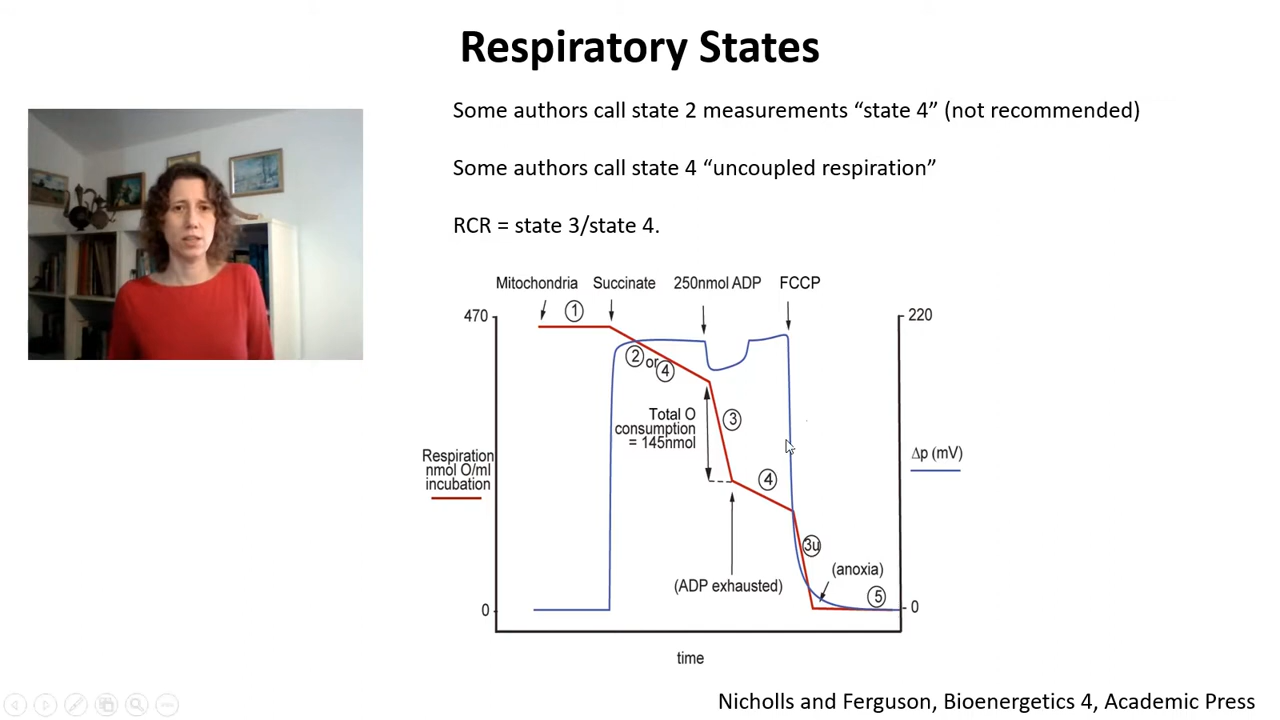 Respiratory States
Some authors call state 2 measurements “state 4” (not recommended)
Some authors call state 4 “uncoupled respiration”
RCR = state 3/state 4.
Mitochondria Succinate 250nmol ADP FCCP
1
470
220
2 or 4
Total O
consumption
= 145nmol
3
Respiration
nmol O/ml
incubation
Δp (mV)
4
3u
(ADP exhausted)
(anoxia)
5
0
0
time
Nicholls and Ferguson, Bioenergetics 4, Academic Press